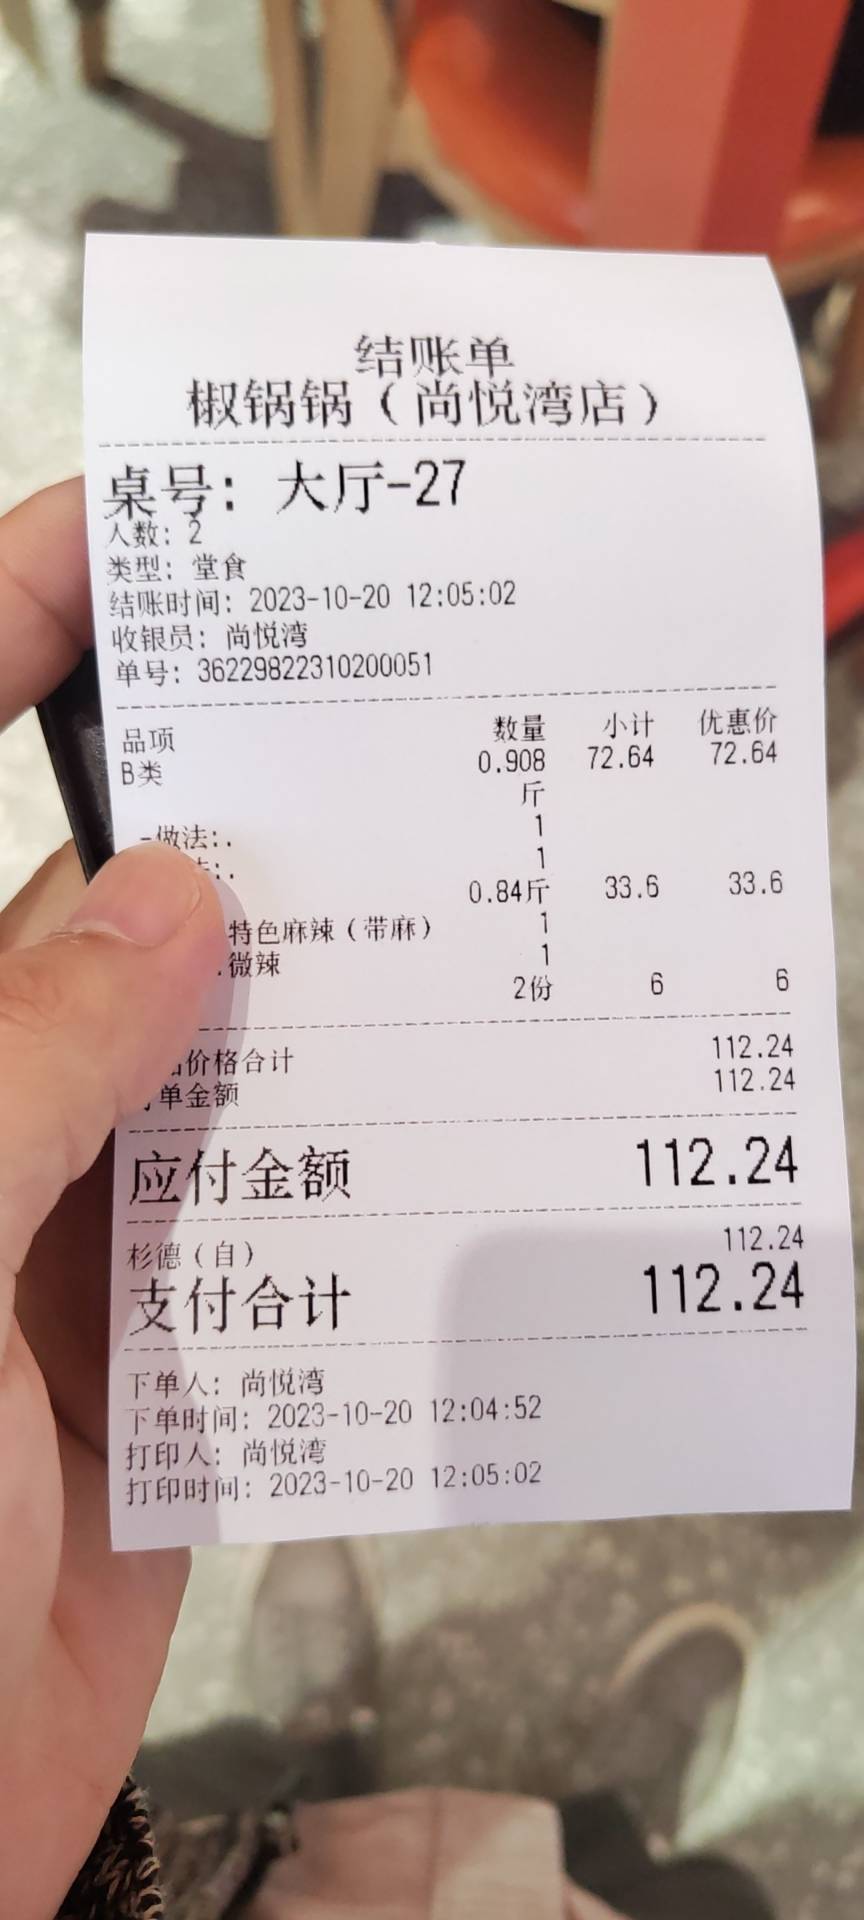 结账单
椒锅锅（尚悦湾店）
桌号: 大厅-27
人数: 2
类型: 堂食
结账时间: 2023-10-20 12:05:02
收银员: 尚悦湾
单号: 36229822310200051
品项 数量 小计 优惠价
B类 0.908 72.64 72.64
斤
-做法:. 1
:. 1
0.84斤 33.6 33.6
.特色麻辣（带麻） 1
.微辣 1
2份 6 6
价格合计 112.24
单金额 112.24
应付金额 112.24
杉德（自） 112.24
支付合计 112.24
下单人: 尚悦湾
下单时间: 2023-10-20 12:04:52
打印人: 尚悦湾
打印时间: 2023-10-20 12:05:02